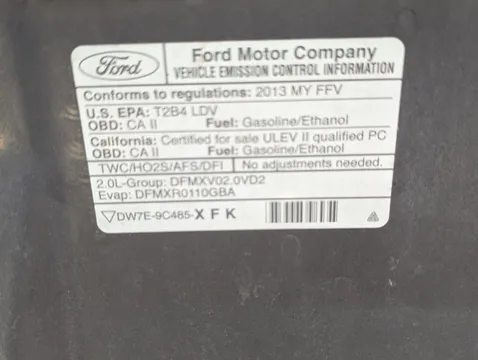 Ford
Ford Motor Company
VEHICLE EMISSION CONTROL INFORMATION
Conforms to regulations: 2013 MY FFV
U.S. EPA: T2B4 LDV
OBD: CA II Fuel: Gasoline/Ethanol
California: Certified for sale ULEV II qualified PC
OBD: CA II Fuel: Gasoline/Ethanol
TWC/HO2S/AFS/DFI No adjustments needed.
2.0L-Group: DFMXV02.0VD2
Evap: DFMXR0110GBA
DW7E-9C485-X F K